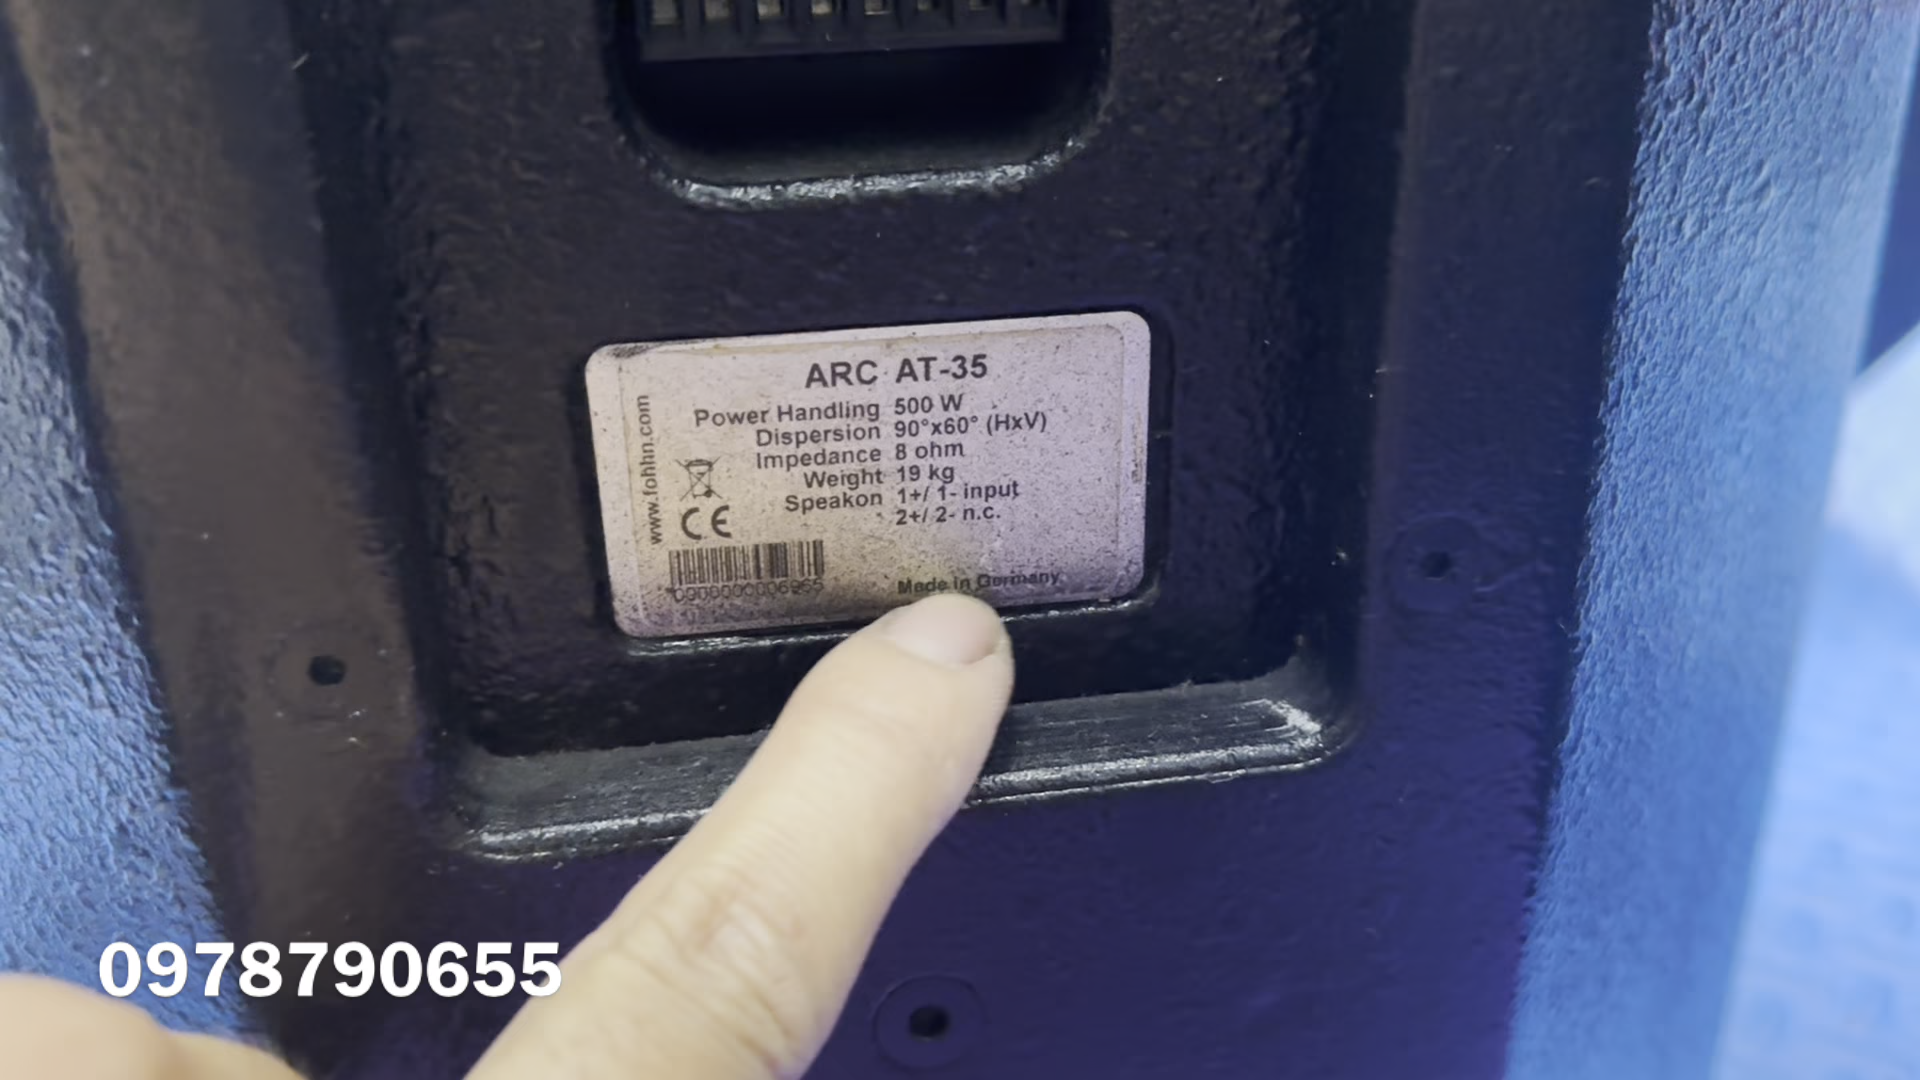 ARC AT-35
Power Handling 500 W
Dispersion 90°x60° (HxV)
Impedance 8 ohm
Weight 19 kg
Speakon 1+/ 1- input
2+/ 2- n.c.
www.fohhn.com
CE
*090000006965
Made in Germany
0978790655